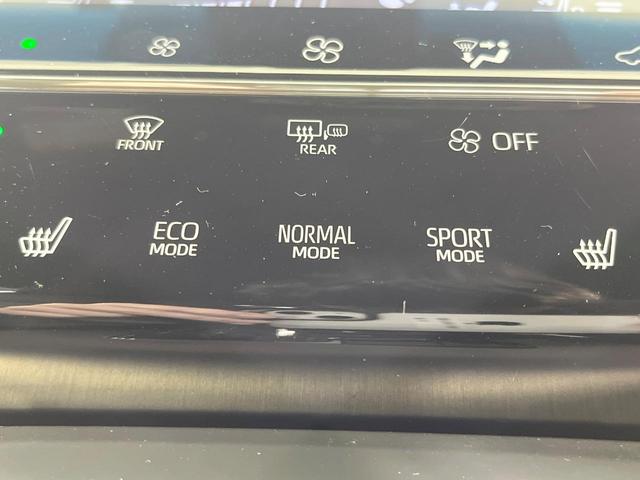 FRONT
REAR
OFF
ECO
MODE
NORMAL
MODE
SPORT
MODE